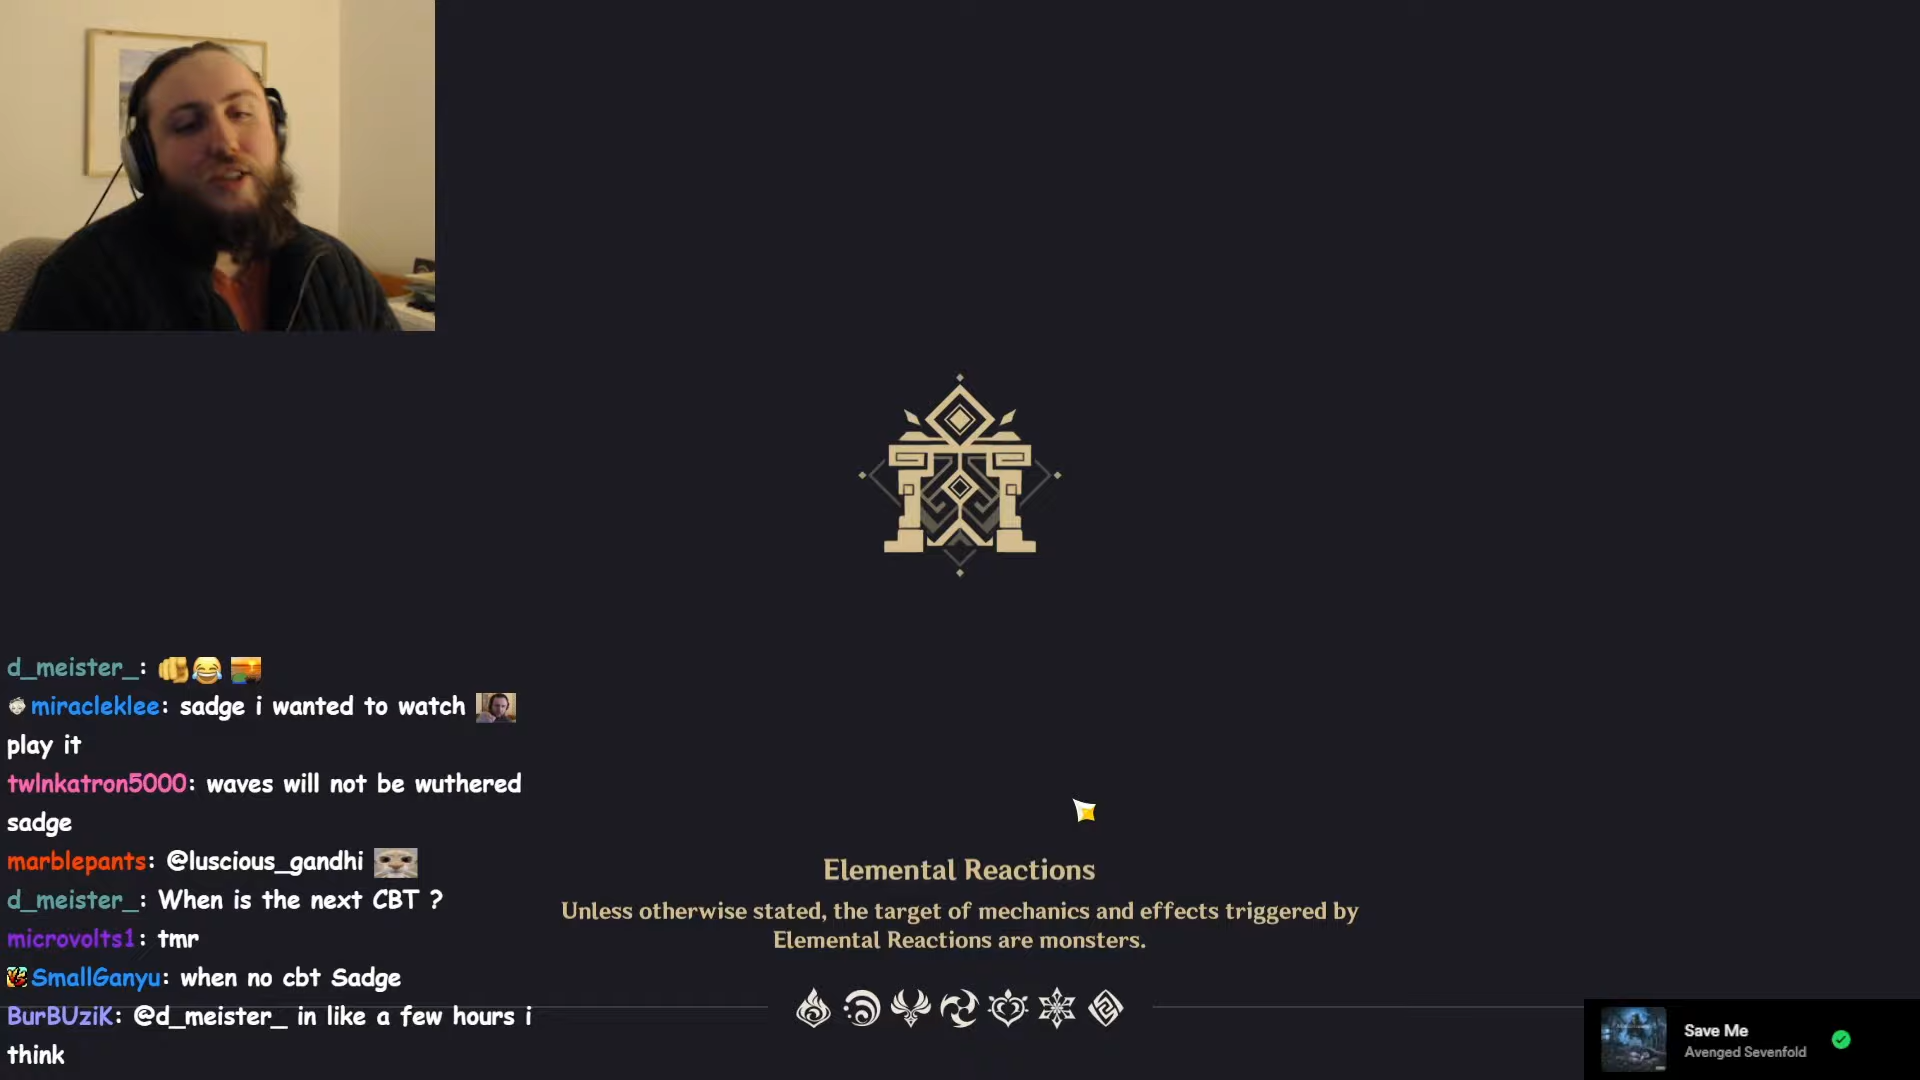 d_meister_:
miracleklee: sadge i wanted to watch
play it
twlnkatron5000: waves will not be wuthered
sadge
marblepants: @luscious_gandhi
d_meister_: When is the next CBT ?
microvolts1: tmr
SmallGanyu: when no cbt Sadge
BurBUziK: @d_meister_ in like a few hours i
think
Elemental Reactions
Unless otherwise stated, the target of mechanics and effects triggered by
Elemental Reactions are monsters.
Save Me
Avenged Sevenfold